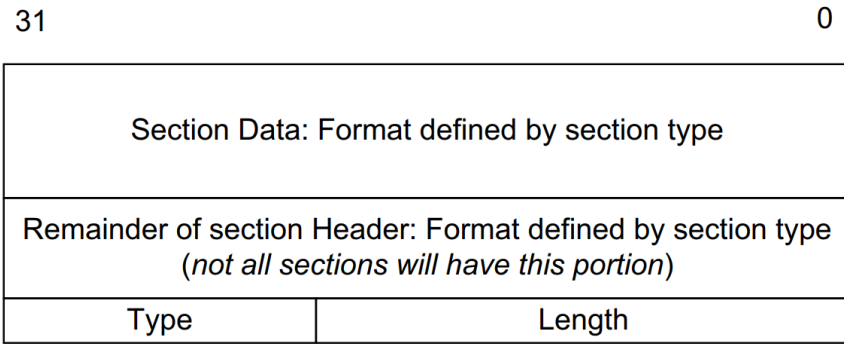 31 0
Section Data: Format defined by section type
Remainder of section Header: Format defined by section type
(not all sections will have this portion)
Type Length